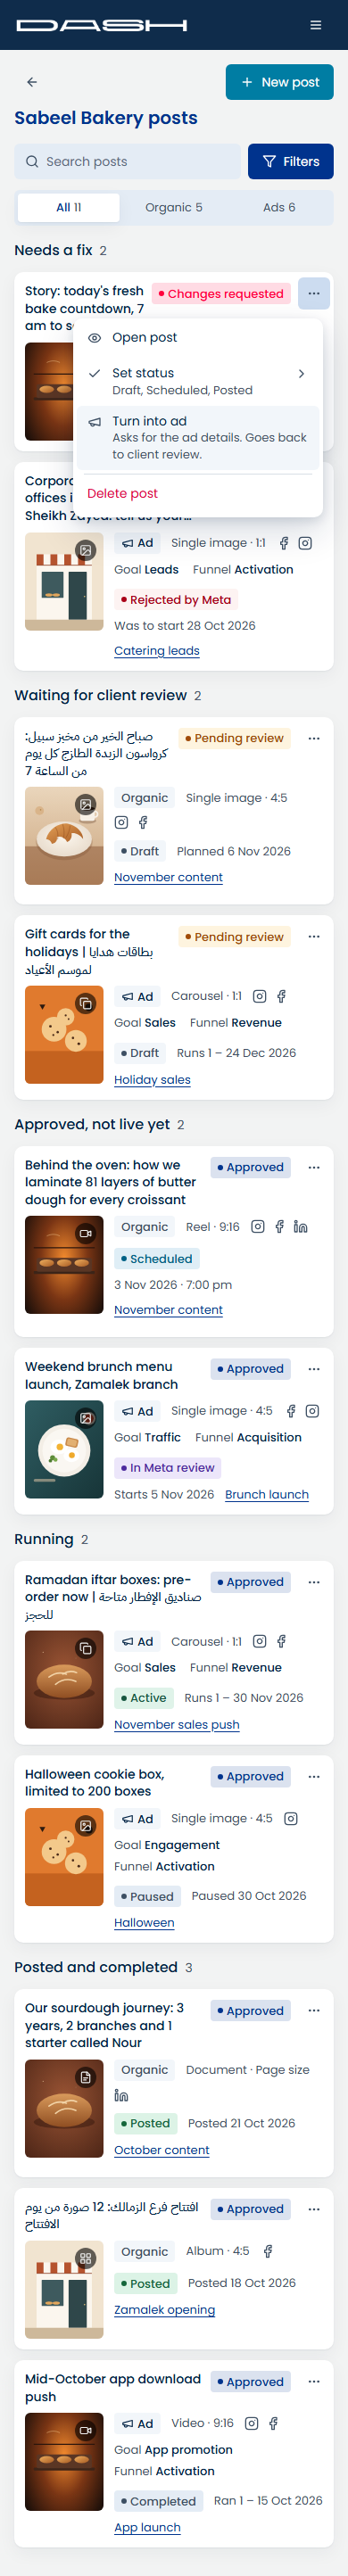 DASH
New post
Sabeel Bakery posts
Search posts
Filters
All 11
Organic 5
Ads 6
Needs a fix 2
Story: today's fresh
bake countdown, 7
am to
Changes requested
Open post
Set status
Draft, Scheduled, Posted
Turn into ad
Asks for the ad details. Goes back
to client review.
Delete post
offices
Sheikh Zayed: tell us your...
Ad Single image · 1:1
Goal Leads Funnel Activation
Rejected by Meta
Was to start 28 Oct 2026
Catering leads
Waiting for client review 2
صباح الخير من مخبز سبيل:
كرواسون الزبدة الطازج كل يوم
من الساعة 7
Pending review
Organic Single image · 4:5
Draft Planned 6 Nov 2026
November content
Gift cards for the
holidays | بطاقات هدايا
لموسم الأعياد
Pending review
Ad Carousel · 1:1
Goal Sales Funnel Revenue
Draft Runs 1 – 24 Dec 2026
Holiday sales
Approved, not live yet 2
Behind the oven: how we
laminate 81 layers of butter
dough for every croissant
Approved
Organic Reel · 9:16
Scheduled
3 Nov 2026 · 7:00 pm
November content
Weekend brunch menu
launch, Zamalek branch
Approved
Ad Single image · 4:5
Goal Traffic Funnel Acquisition
In Meta review
Starts 5 Nov 2026 Brunch launch
Running 2
Ramadan iftar boxes: pre-
order now | صناديق الإفطار متاحة
للحجز
Approved
Ad Carousel · 1:1
Goal Sales Funnel Revenue
Active Runs 1 – 30 Nov 2026
November sales push
Halloween cookie box,
limited to 200 boxes
Approved
Ad Single image · 4:5
Goal Engagement
Funnel Activation
Paused Paused 30 Oct 2026
Halloween
Posted and completed 3
Our sourdough journey: 3
years, 2 branches and 1
starter called Nour
Approved
Organic Document · Page size
Posted Posted 21 Oct 2026
October content
افتتاح فرع الزمالك: 12 صورة من يوم
الافتتاح
Approved
Organic Album · 4:5
Posted Posted 18 Oct 2026
Zamalek opening
Mid-October app download
push
Approved
Ad Video · 9:16
Goal App promotion
Funnel Activation
Completed Ran 1 – 15 Oct 2026
App launch